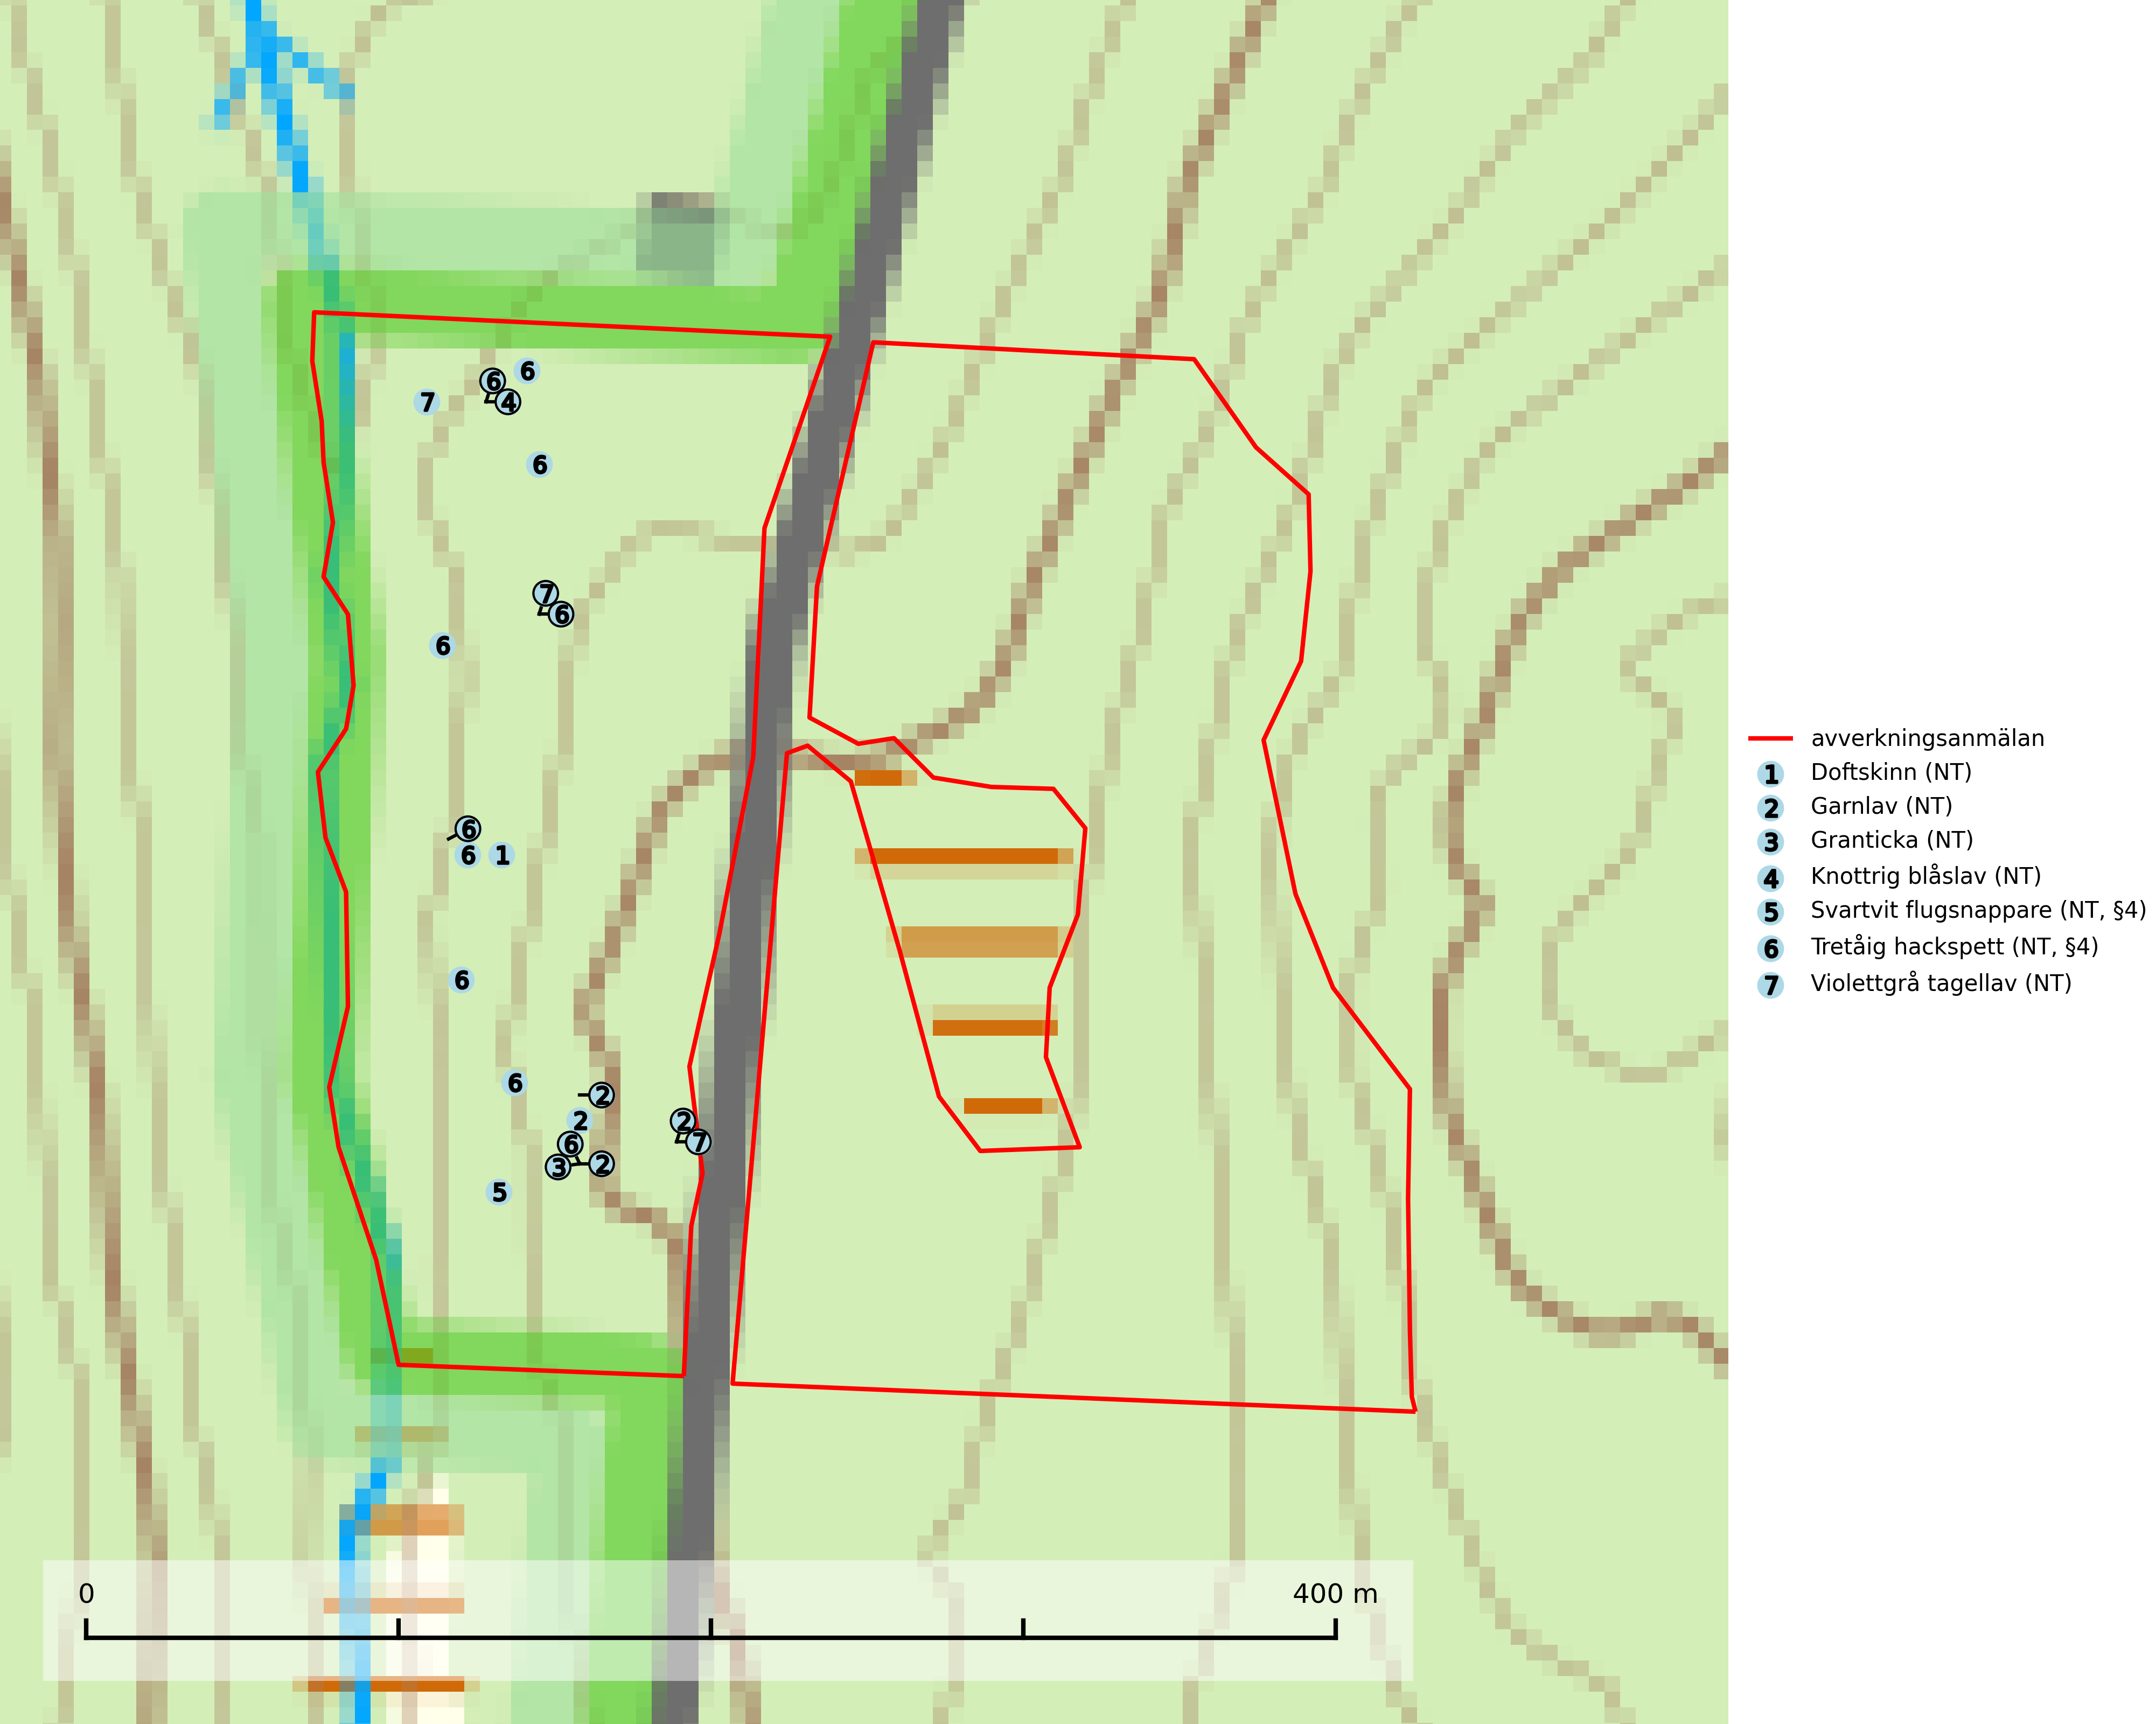 6
6
7
4
6
7
6
6
6
6
1
6
6
2
2
2
6
7
3
2
5
0
400 m
avverkningsanmälan
1 Doftskinn (NT)
2 Garnlav (NT)
3 Granticka (NT)
4 Knottrig blåslav (NT)
5 Svartvit flugsnappare (NT, §4)
6 Tretåig hackspett (NT, §4)
7 Violettgrå tagellav (NT)